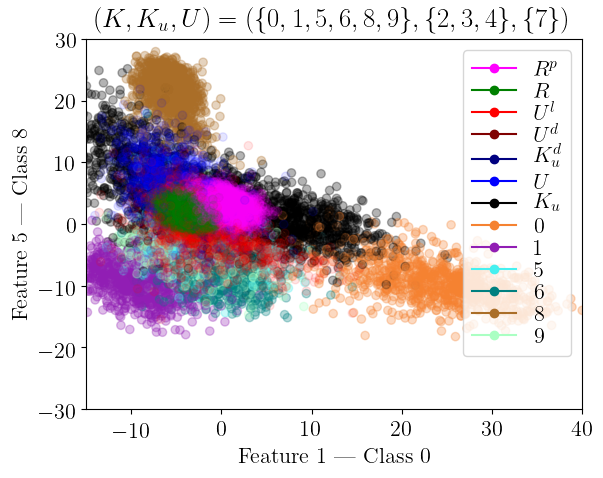 (K, K_u, U) = ({0, 1, 5, 6, 8, 9}, {2, 3, 4}, {7})
30
20
10
0
−10
−20
−30
−10
0
10
20
30
40
Feature 5 — Class 8
Feature 1 — Class 0
R^p
R
U^l
U^d
K_u^d
U
K_u
0
1
5
6
8
9